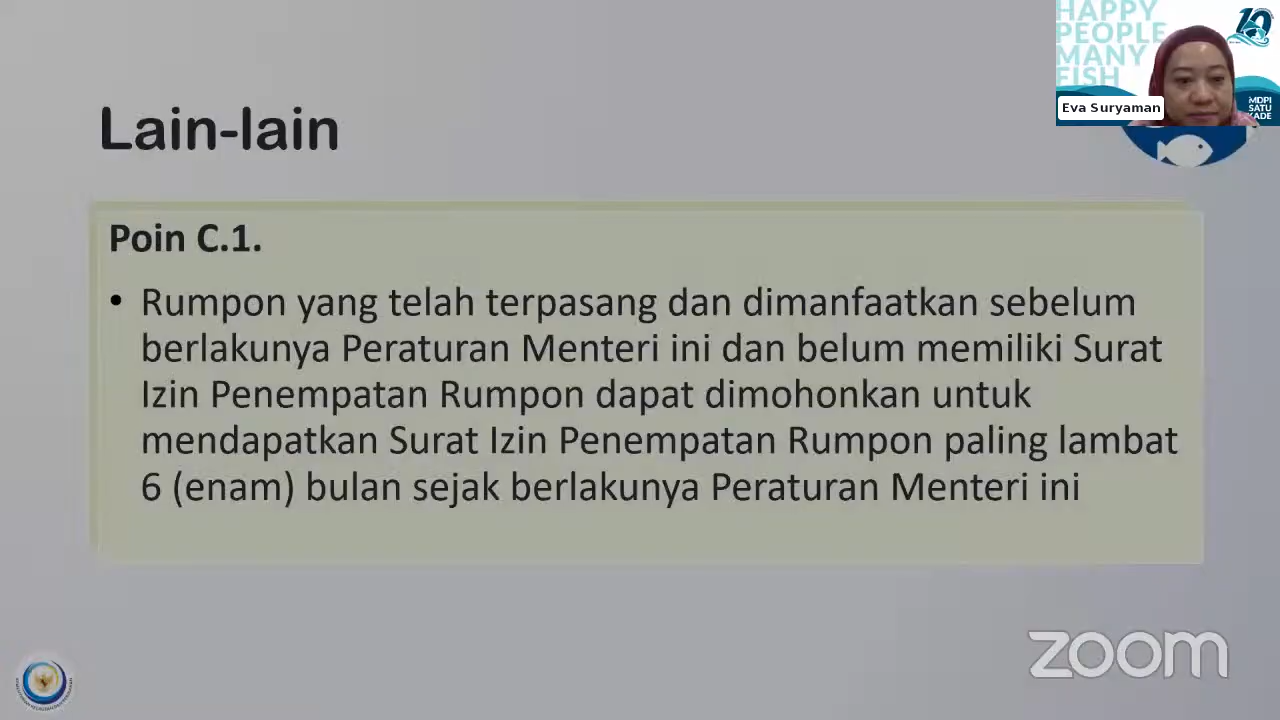 HAPPY
PEOPLE
MANY
FISH
Eva Suryaman
MDPI
SATU
Lain-lain
Poin C.1.
• Rumpon yang telah terpasang dan dimanfaatkan sebelum
berlakunya Peraturan Menteri ini dan belum memiliki Surat
Izin Penempatan Rumpon dapat dimohonkan untuk
mendapatkan Surat Izin Penempatan Rumpon paling lambat
6 (enam) bulan sejak berlakunya Peraturan Menteri ini
zoom